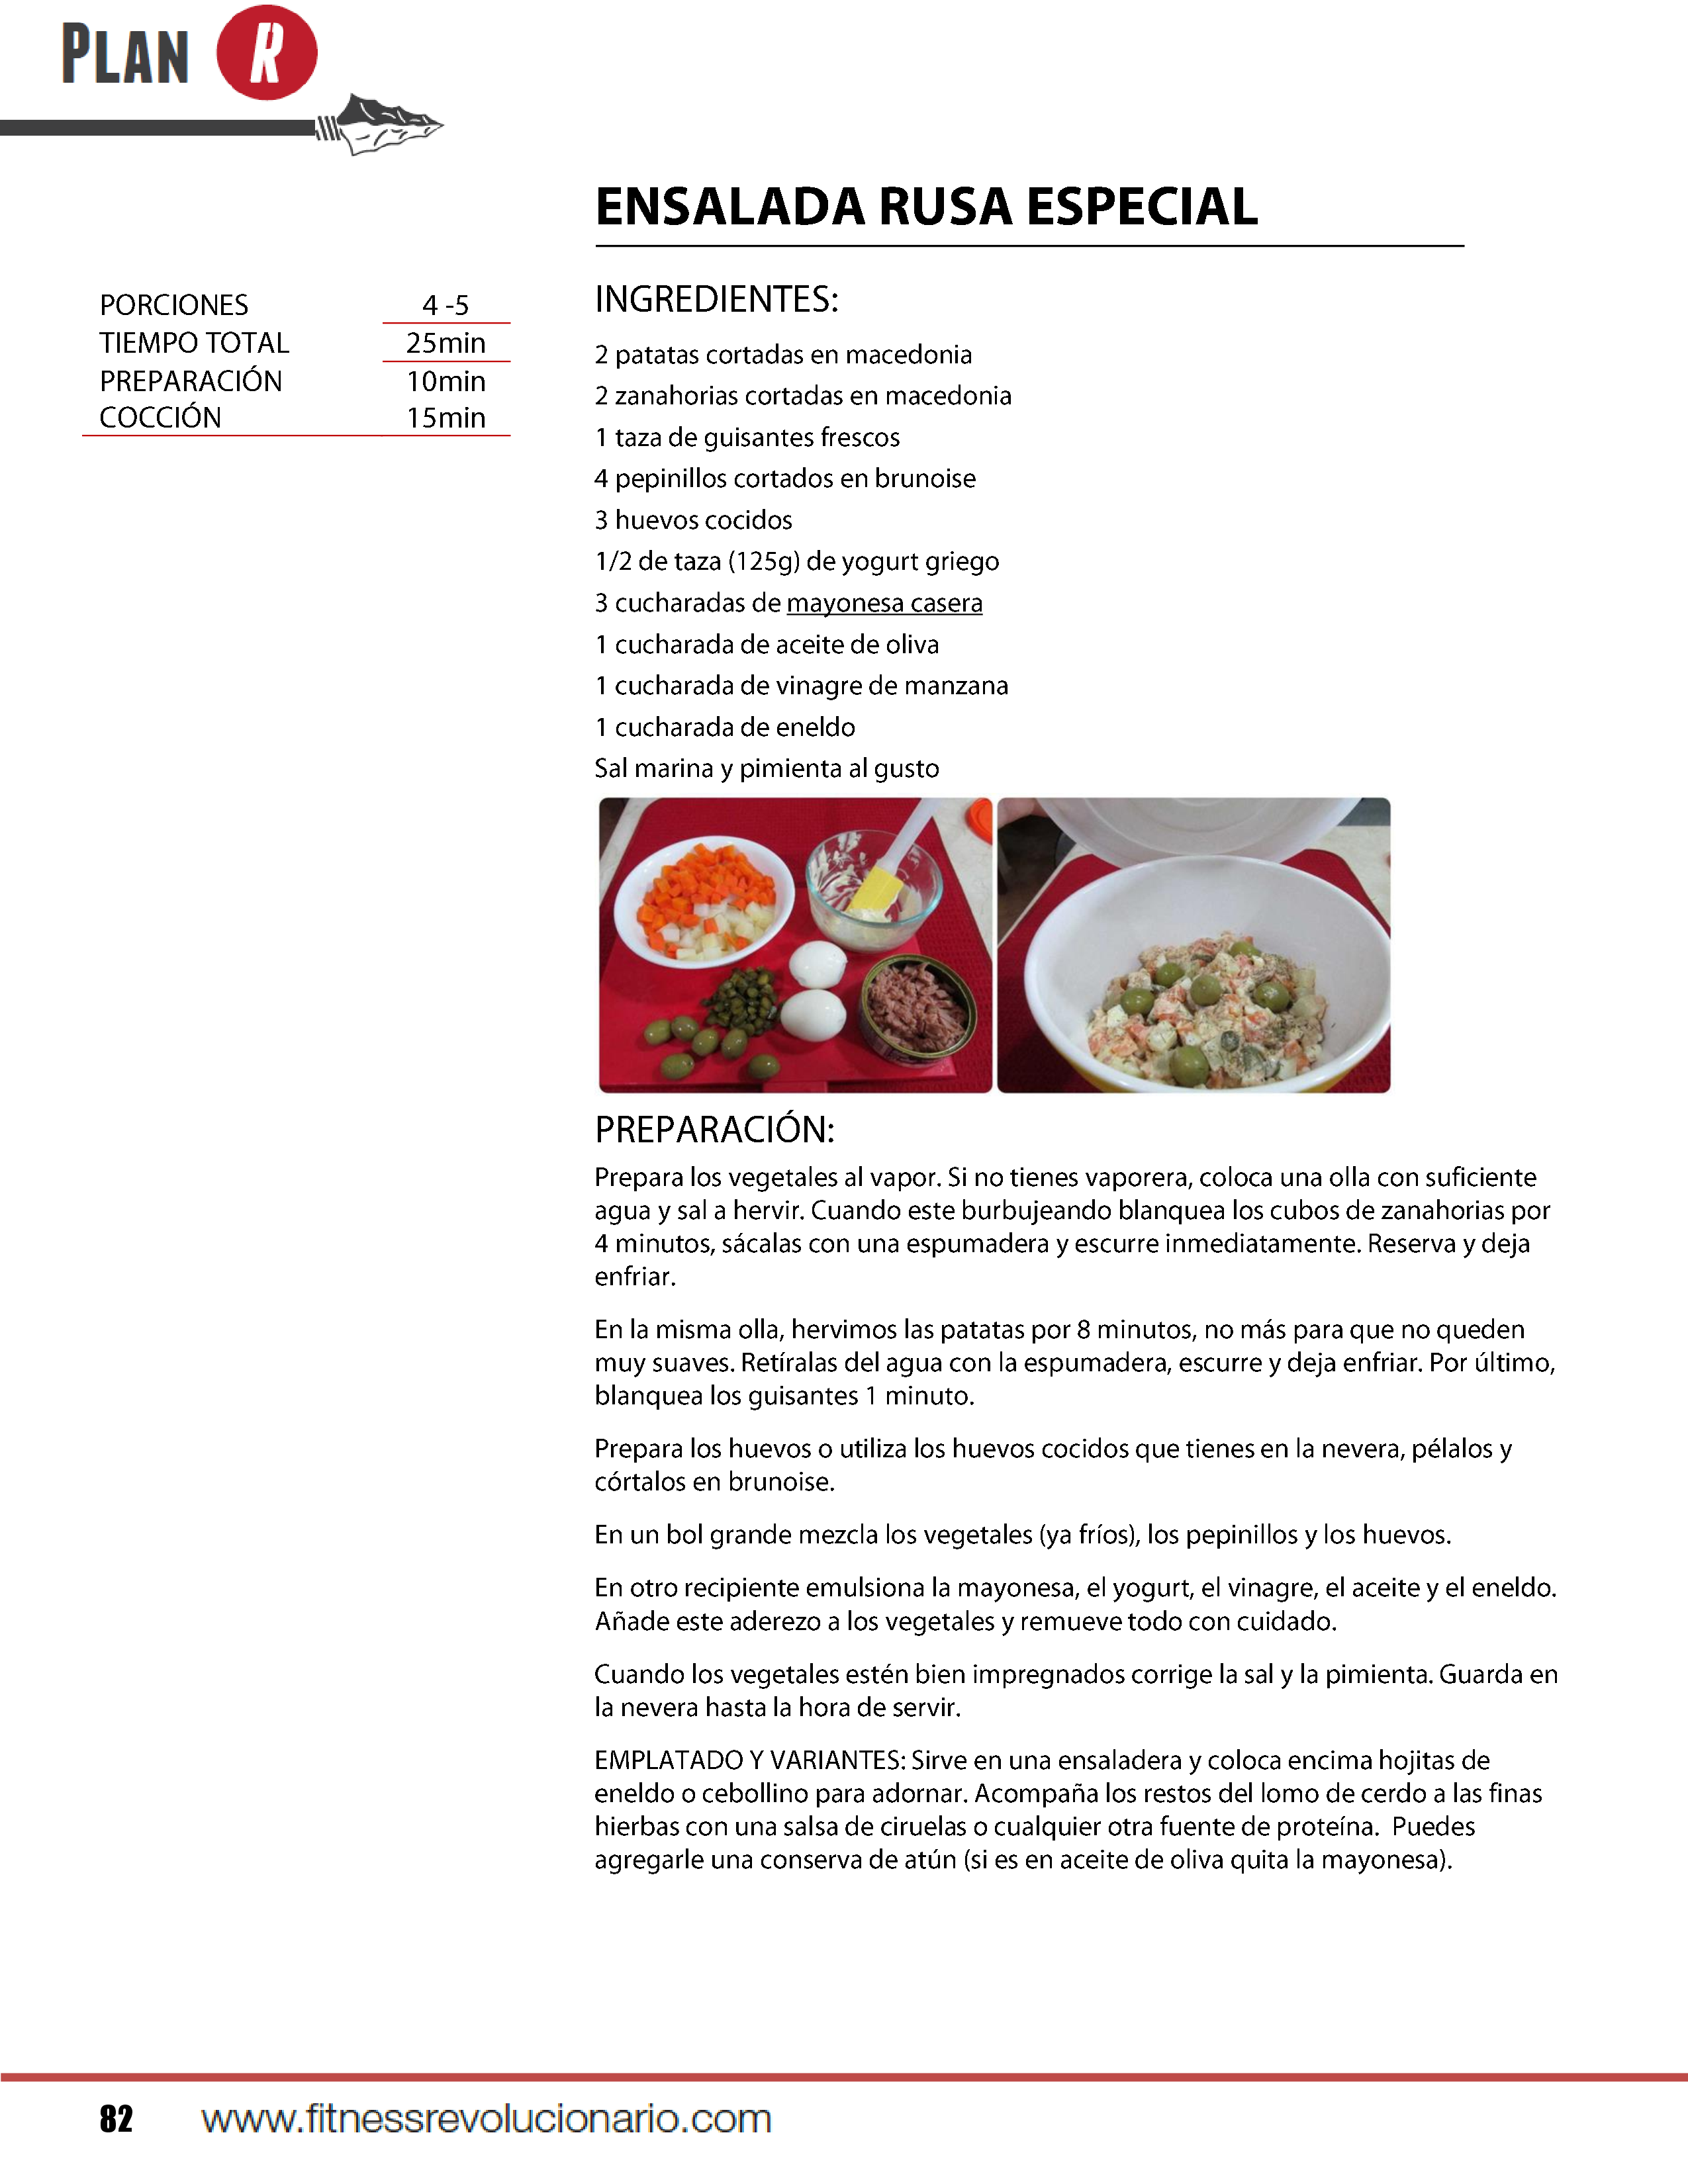 PLAN R
ENSALADA RUSA ESPECIAL
PORCIONES 4 -5
TIEMPO TOTAL 25min
PREPARACIÓN 10min
COCCIÓN 15min
INGREDIENTES:
2 patatas cortadas en macedonia
2 zanahorias cortadas en macedonia
1 taza de guisantes frescos
4 pepinillos cortados en brunoise
3 huevos cocidos
1/2 de taza (125g) de yogurt griego
3 cucharadas de mayonesa casera
1 cucharada de aceite de oliva
1 cucharada de vinagre de manzana
1 cucharada de eneldo
Sal marina y pimienta al gusto
PREPARACIÓN:
Prepara los vegetales al vapor. Si no tienes vaporera, coloca una olla con suficiente
agua y sal a hervir. Cuando este burbujeando blanquea los cubos de zanahorias por
4 minutos, sácalas con una espumadera y escurre inmediatamente. Reserva y deja
enfriar.
En la misma olla, hervimos las patatas por 8 minutos, no más para que no queden
muy suaves. Retíralas del agua con la espumadera, escurre y deja enfriar. Por último,
blanquea los guisantes 1 minuto.
Prepara los huevos o utiliza los huevos cocidos que tienes en la nevera, pélalos y
córtalos en brunoise.
En un bol grande mezcla los vegetales (ya fríos), los pepinillos y los huevos.
En otro recipiente emulsiona la mayonesa, el yogurt, el vinagre, el aceite y el eneldo.
Añade este aderezo a los vegetales y remueve todo con cuidado.
Cuando los vegetales estén bien impregnados corrige la sal y la pimienta. Guarda en
la nevera hasta la hora de servir.
EMPLATADO Y VARIANTES: Sirve en una ensaladera y coloca encima hojitas de
eneldo o cebollino para adornar. Acompaña los restos del lomo de cerdo a las finas
hierbas con una salsa de ciruelas o cualquier otra fuente de proteína. Puedes
agregarle una conserva de atún (si es en aceite de oliva quita la mayonesa).
82 www.fitnessrevolucionario.com